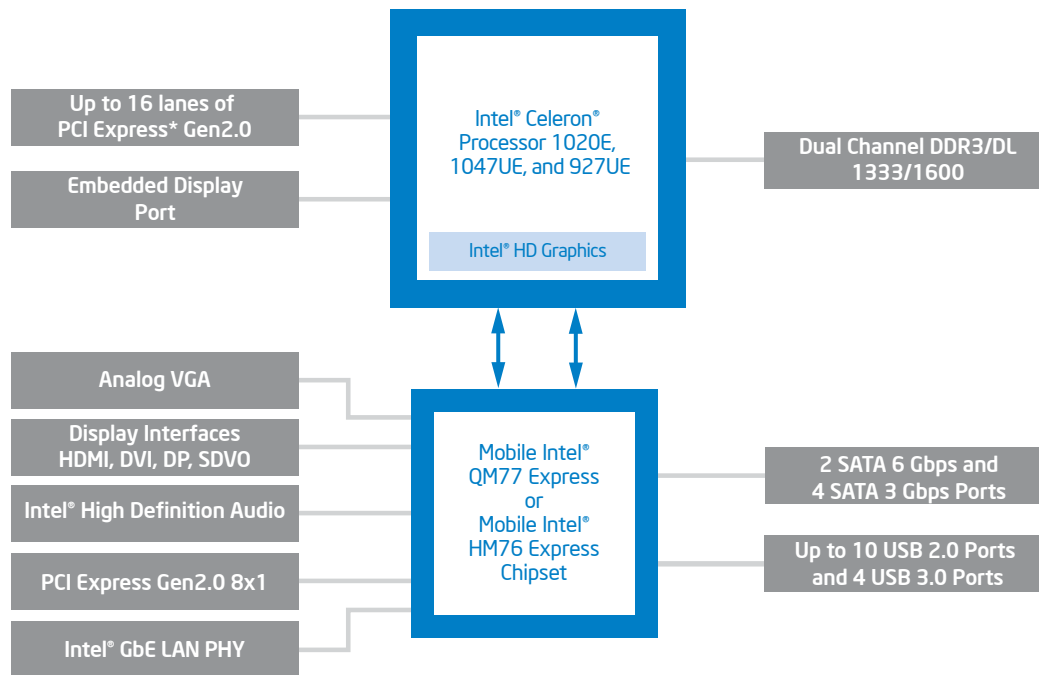 Up to 16 lanes of
PCI Express* Gen2.0
Embedded Display
Port
Intel® Celeron®
Processor 1020E,
1047UE, and 927UE
Intel® HD Graphics
Dual Channel DDR3/DL
1333/1600
Analog VGA
Display Interfaces
HDMI, DVI, DP, SDVO
Intel® High Definition Audio
PCI Express Gen2.0 8x1
Intel® GbE LAN PHY
Mobile Intel®
QM77 Express
or
Mobile Intel®
HM76 Express
Chipset
2 SATA 6 Gbps and
4 SATA 3 Gbps Ports
Up to 10 USB 2.0 Ports
and 4 USB 3.0 Ports